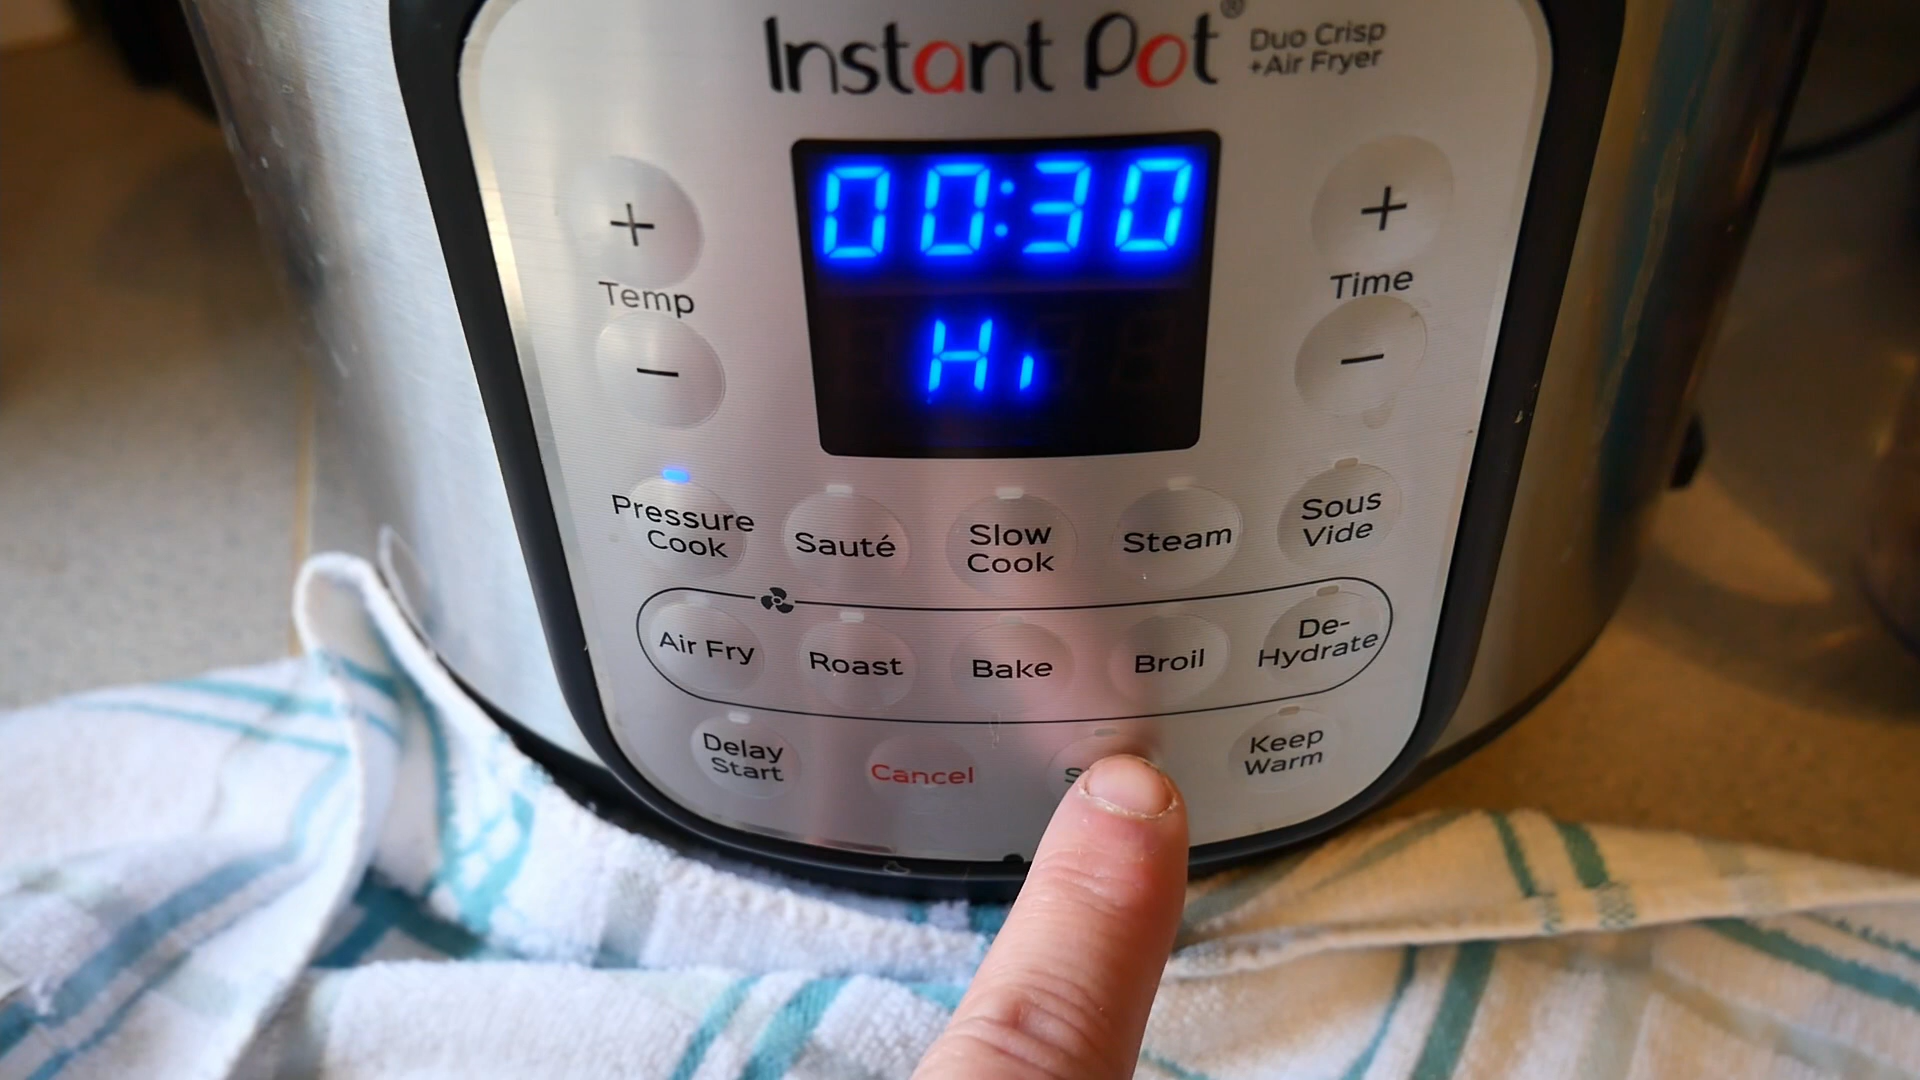 Instant Pot®
Duo Crisp
+Air Fryer
00:30
Hi
+
Temp
−
+
Time
−
Pressure
Cook
Sauté
Slow
Cook
Steam
Sous
Vide
Air Fry
Roast
Bake
Broil
De-
Hydrate
Delay
Start
Cancel
Keep
Warm